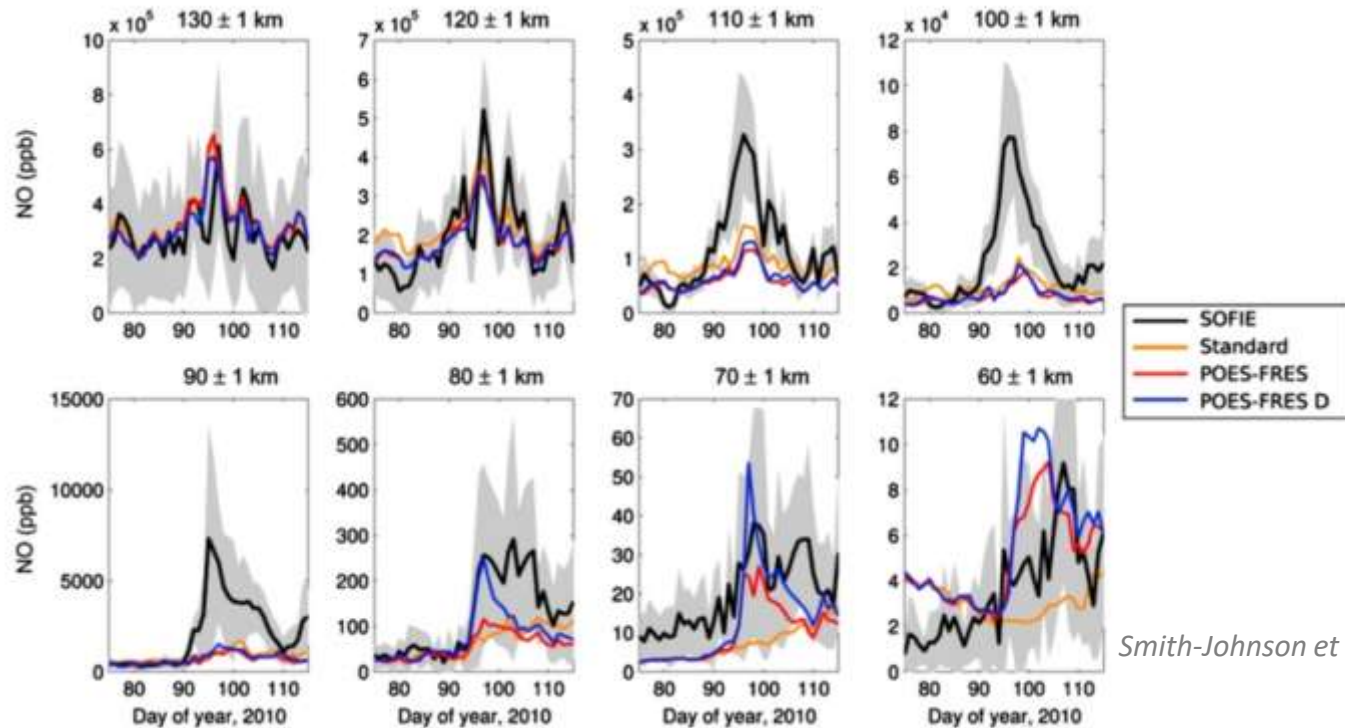 x 10⁵ 130 ± 1 km
x 10⁵ 120 ± 1 km
x 10⁵ 110 ± 1 km
x 10⁴ 100 ± 1 km
NO (ppb)
10
8
6
4
2
0
80 90 100 110
7
6
5
4
3
2
1
0
80 90 100 110
5
4
3
2
1
0
80 90 100 110
12
10
8
6
4
2
0
80 90 100 110
SOFIE
Standard
POES-FRES
POES-FRES D
90 ± 1 km
80 ± 1 km
70 ± 1 km
60 ± 1 km
NO (ppb)
15000
10000
5000
0
80 90 100 110
Day of year, 2010
600
500
400
300
200
100
0
80 90 100 110
Day of year, 2010
70
60
50
40
30
20
10
0
80 90 100 110
Day of year, 2010
12
10
8
6
4
2
0
80 90 100 110
Day of year, 2010
Smith-Johnson et